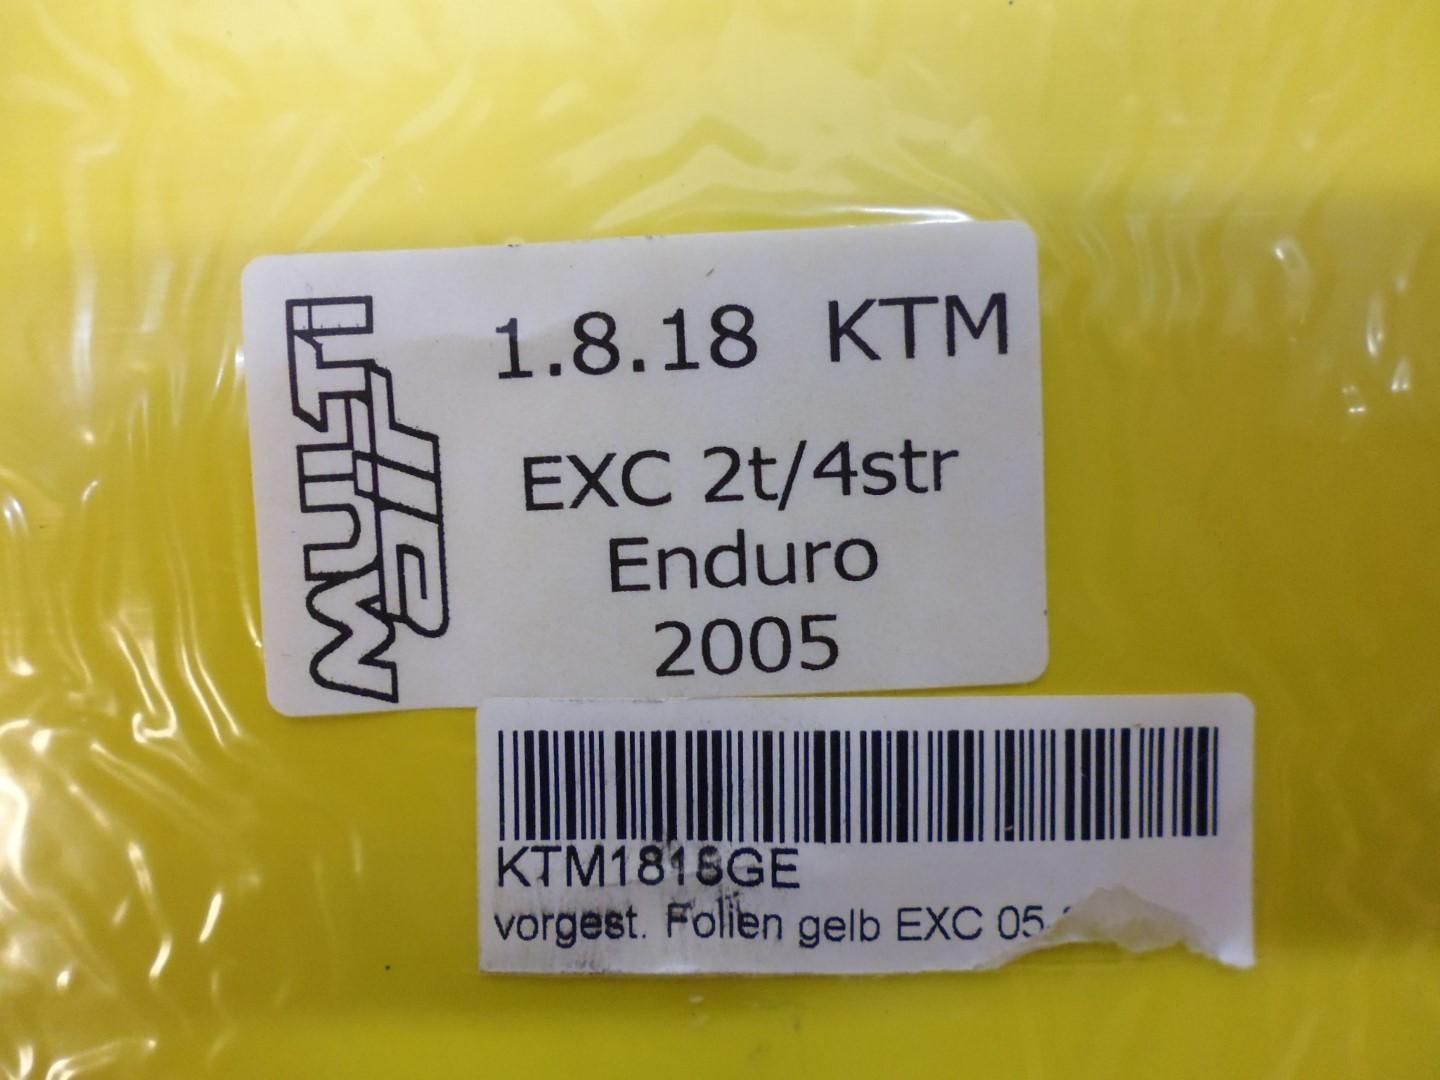 MULTI
1.8.18 KTM
EXC 2t/4str
Enduro
2005
KTM1818GE
vorgest. Folien gelb EXC 05